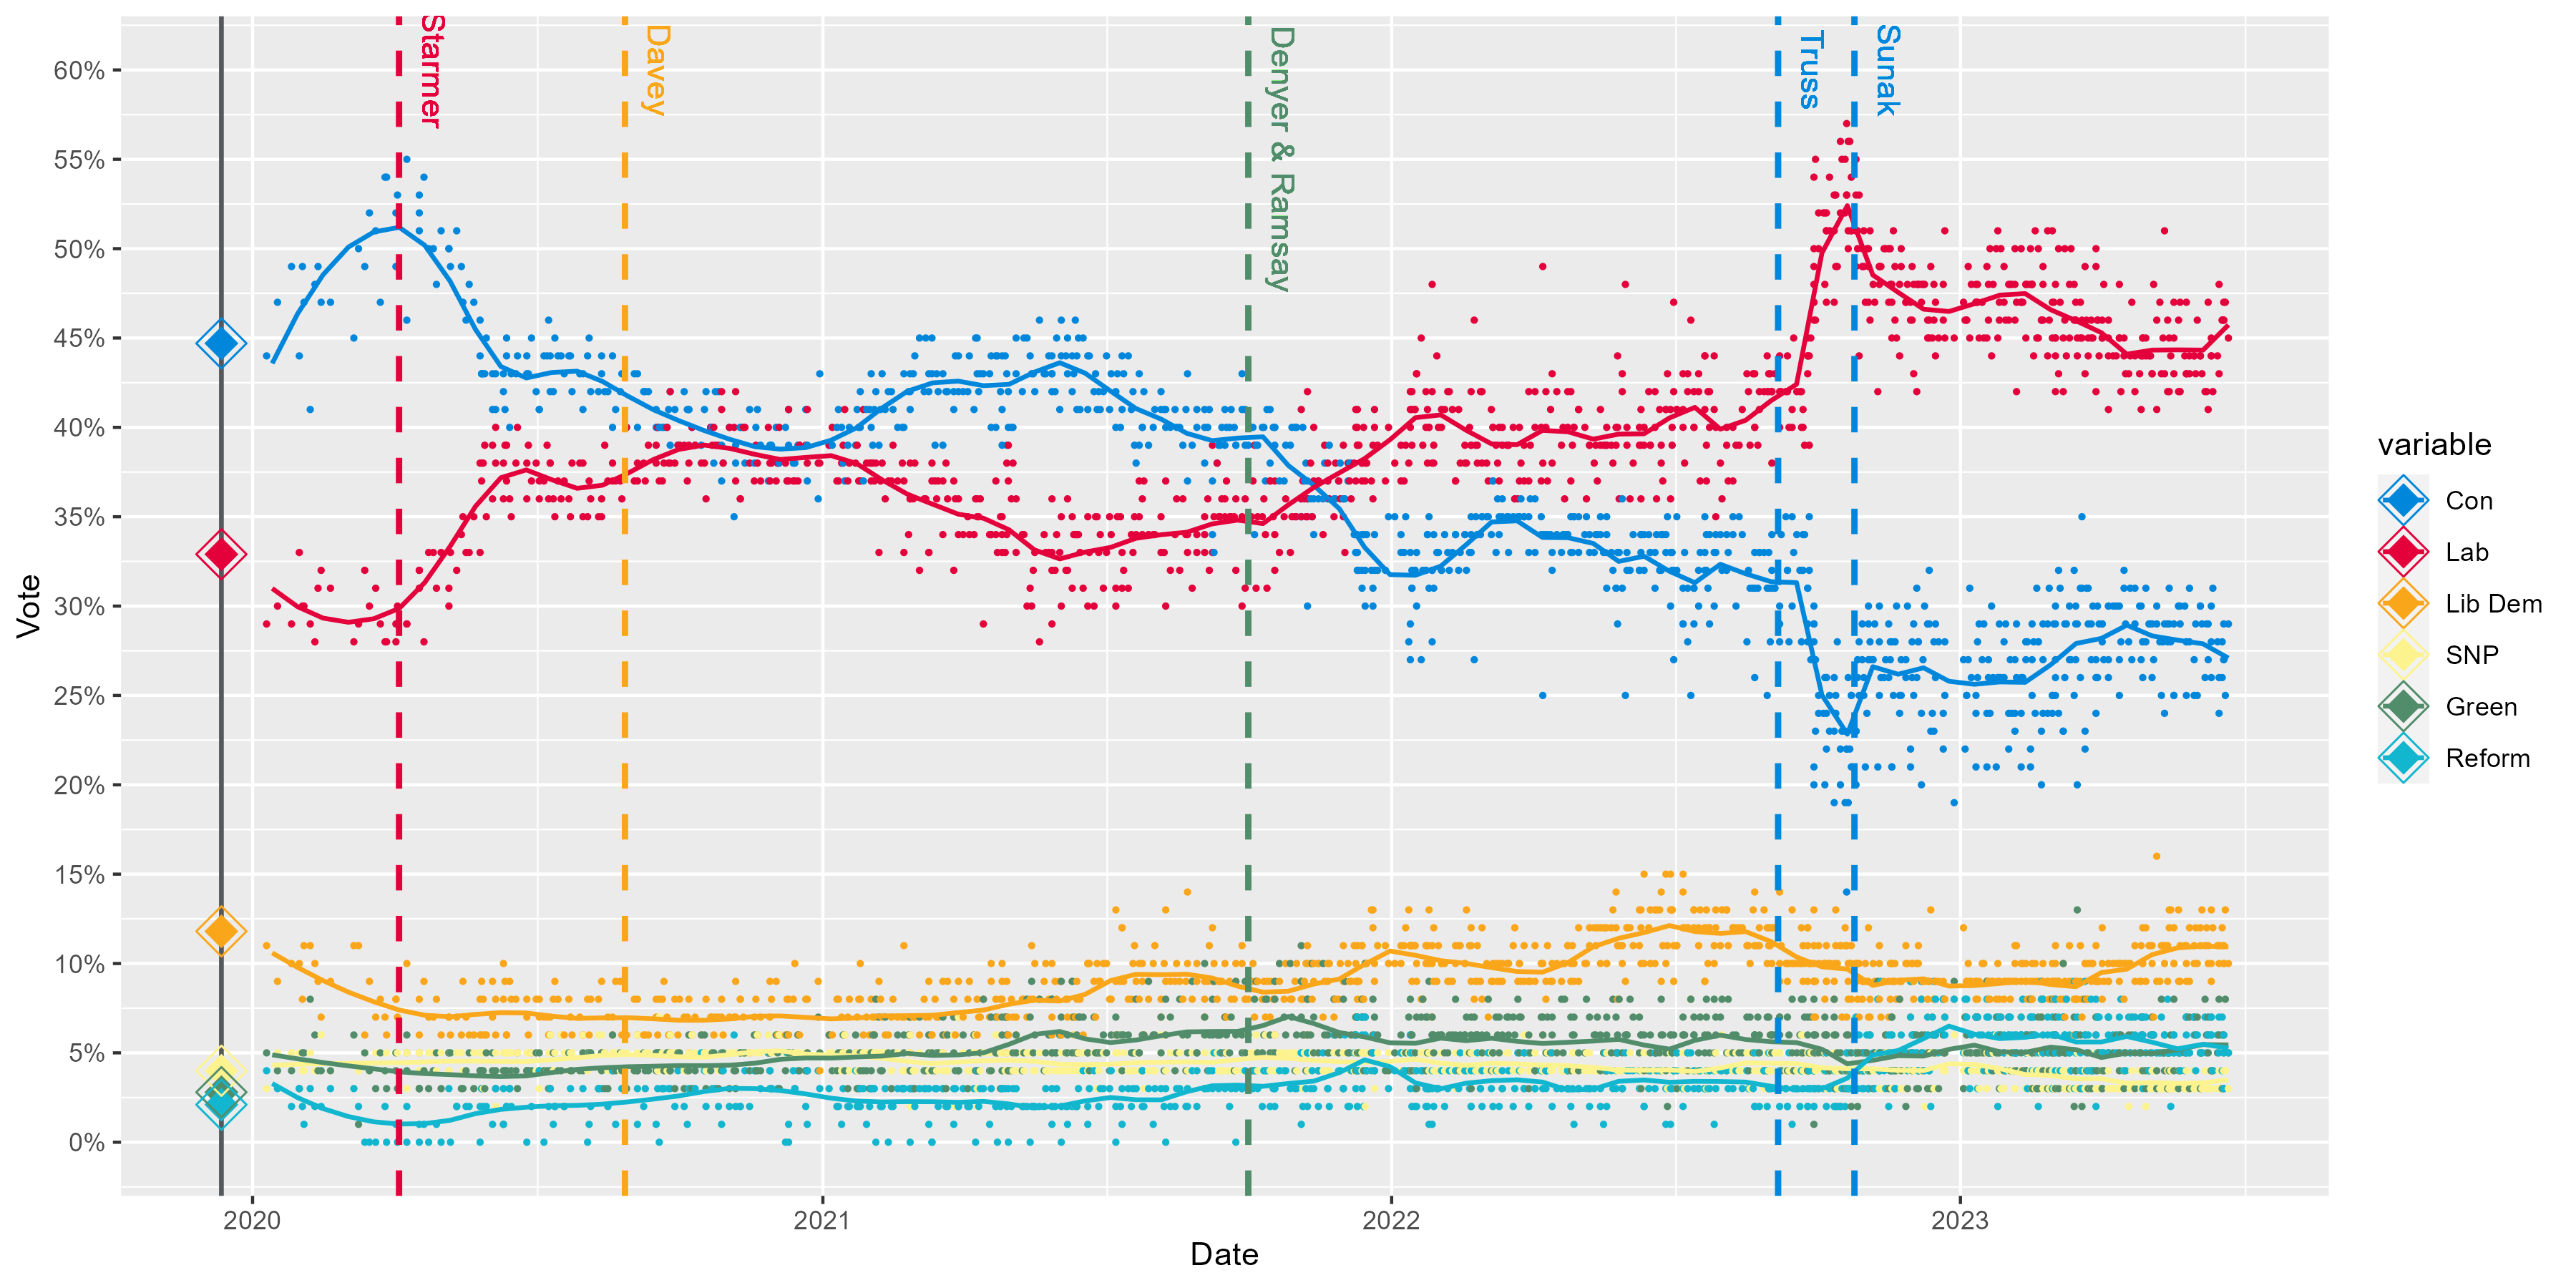 Starmer
Davey
Denyer & Ramsay
Truss
Sunak
60%
55%
50%
45%
40%
35%
30%
25%
20%
15%
10%
5%
0%
Vote
2020
2021
2022
2023
Date
variable
Con
Lab
Lib Dem
SNP
Green
Reform